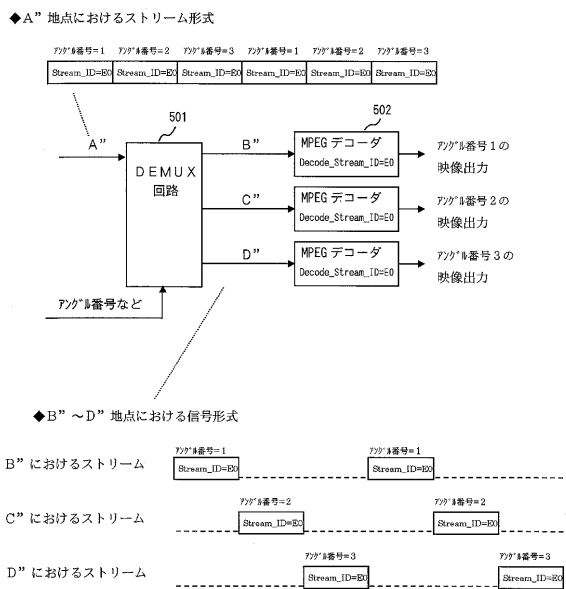 ◆A”地点におけるストリーム形式
ｱﾝｸﾞﾙ番号=1 ｱﾝｸﾞﾙ番号=2 ｱﾝｸﾞﾙ番号=3 ｱﾝｸﾞﾙ番号=1 ｱﾝｸﾞﾙ番号=2 ｱﾝｸﾞﾙ番号=3
Stream_ID=E0 Stream_ID=E0 Stream_ID=E0 Stream_ID=E0 Stream_ID=E0 Stream_ID=E0
501
502
A”
DEMUX
回路
B”
MPEG デコーダ
Decode_Stream_ID=E0
ｱﾝｸﾞﾙ番号1の
映像出力
C”
MPEG デコーダ
Decode_Stream_ID=E0
ｱﾝｸﾞﾙ番号2の
映像出力
D”
MPEG デコーダ
Decode_Stream_ID=E0
ｱﾝｸﾞﾙ番号3の
映像出力
ｱﾝｸﾞﾙ番号など
◆B”～D”地点における信号形式
ｱﾝｸﾞﾙ番号=1 ｱﾝｸﾞﾙ番号=1
B”におけるストリーム Stream_ID=E0 Stream_ID=E0
ｱﾝｸﾞﾙ番号=2 ｱﾝｸﾞﾙ番号=2
C”におけるストリーム Stream_ID=E0 Stream_ID=E0
ｱﾝｸﾞﾙ番号=3 ｱﾝｸﾞﾙ番号=3
D”におけるストリーム Stream_ID=E0 Stream_ID=E0